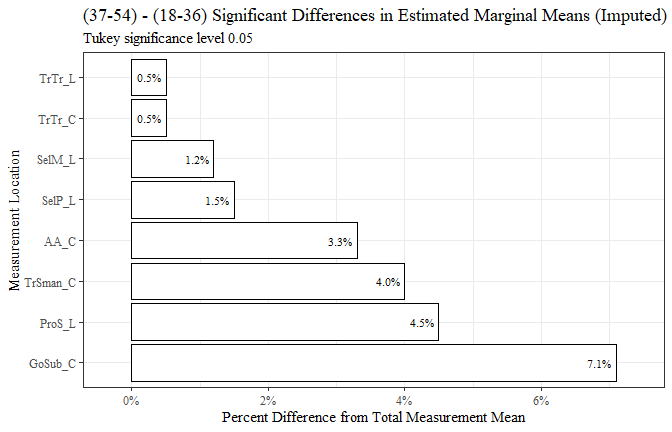 (37-54) - (18-36) Significant Differences in Estimated Marginal Means (Imputed)
Tukey significance level 0.05
Measurement Location
TrTr_L 0.5%
TrTr_C 0.5%
SelM_L 1.2%
SelP_L 1.5%
AA_C 3.3%
TrSman_C 4.0%
ProS_L 4.5%
GoSub_C 7.1%
0% 2% 4% 6%
Percent Difference from Total Measurement Mean